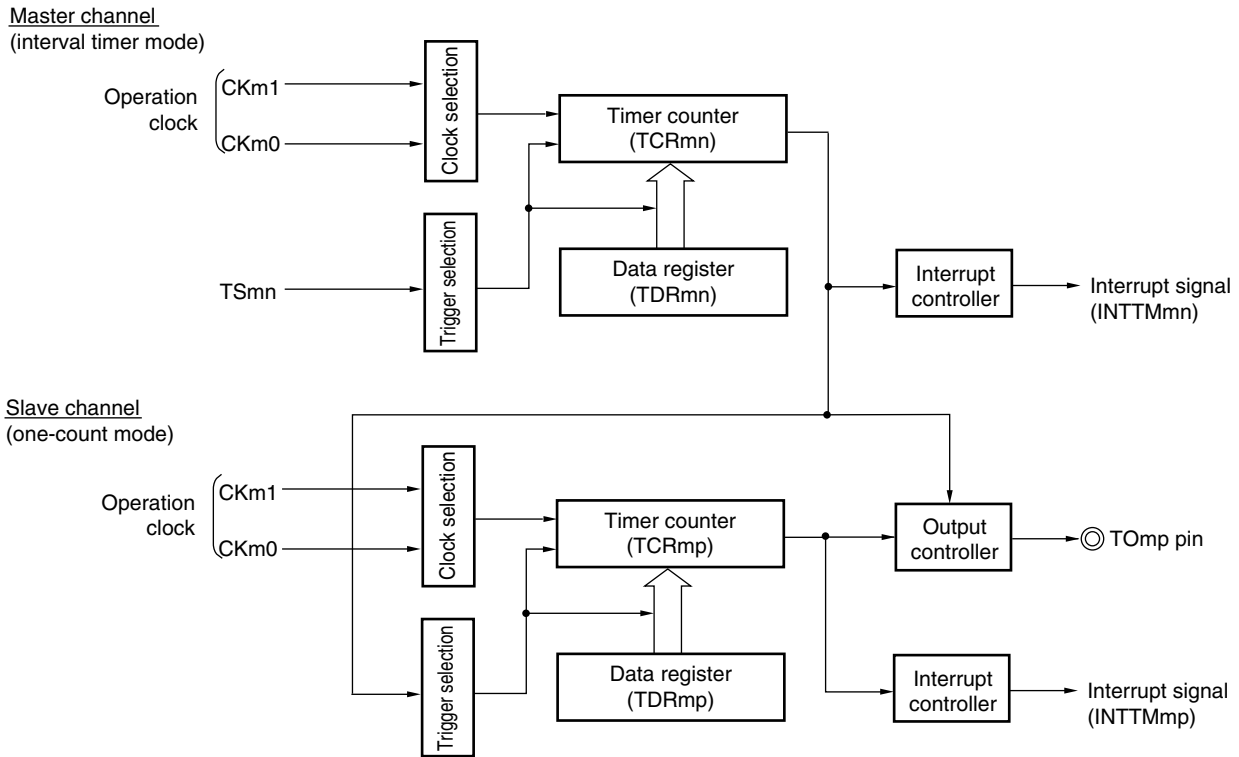 Master channel
(interval timer mode)
Operation
clock
CKm1
CKm0
Clock selection
Timer counter
(TCRmn)
TSmn
Trigger selection
Data register
(TDRmn)
Interrupt
controller
Interrupt signal
(INTTMmn)
Slave channel
(one-count mode)
Operation
clock
CKm1
CKm0
Clock selection
Timer counter
(TCRmp)
Output
controller
TOmp pin
Trigger selection
Data register
(TDRmp)
Interrupt
controller
Interrupt signal
(INTTMmp)